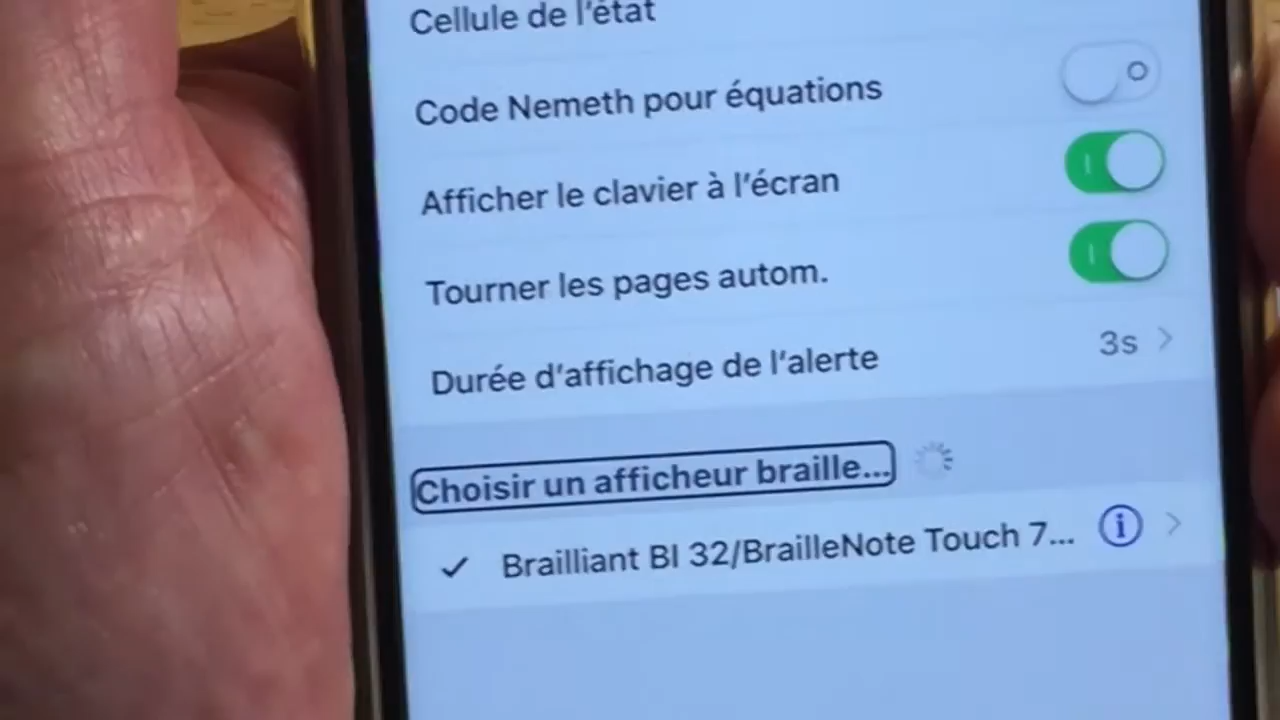 Cellule de l'état
Code Nemeth pour équations
Afficher le clavier à l'écran
Tourner les pages autom.
Durée d'affichage de l'alerte 3s
Choisir un afficheur braille...
Brailliant BI 32/BrailleNote Touch 7...